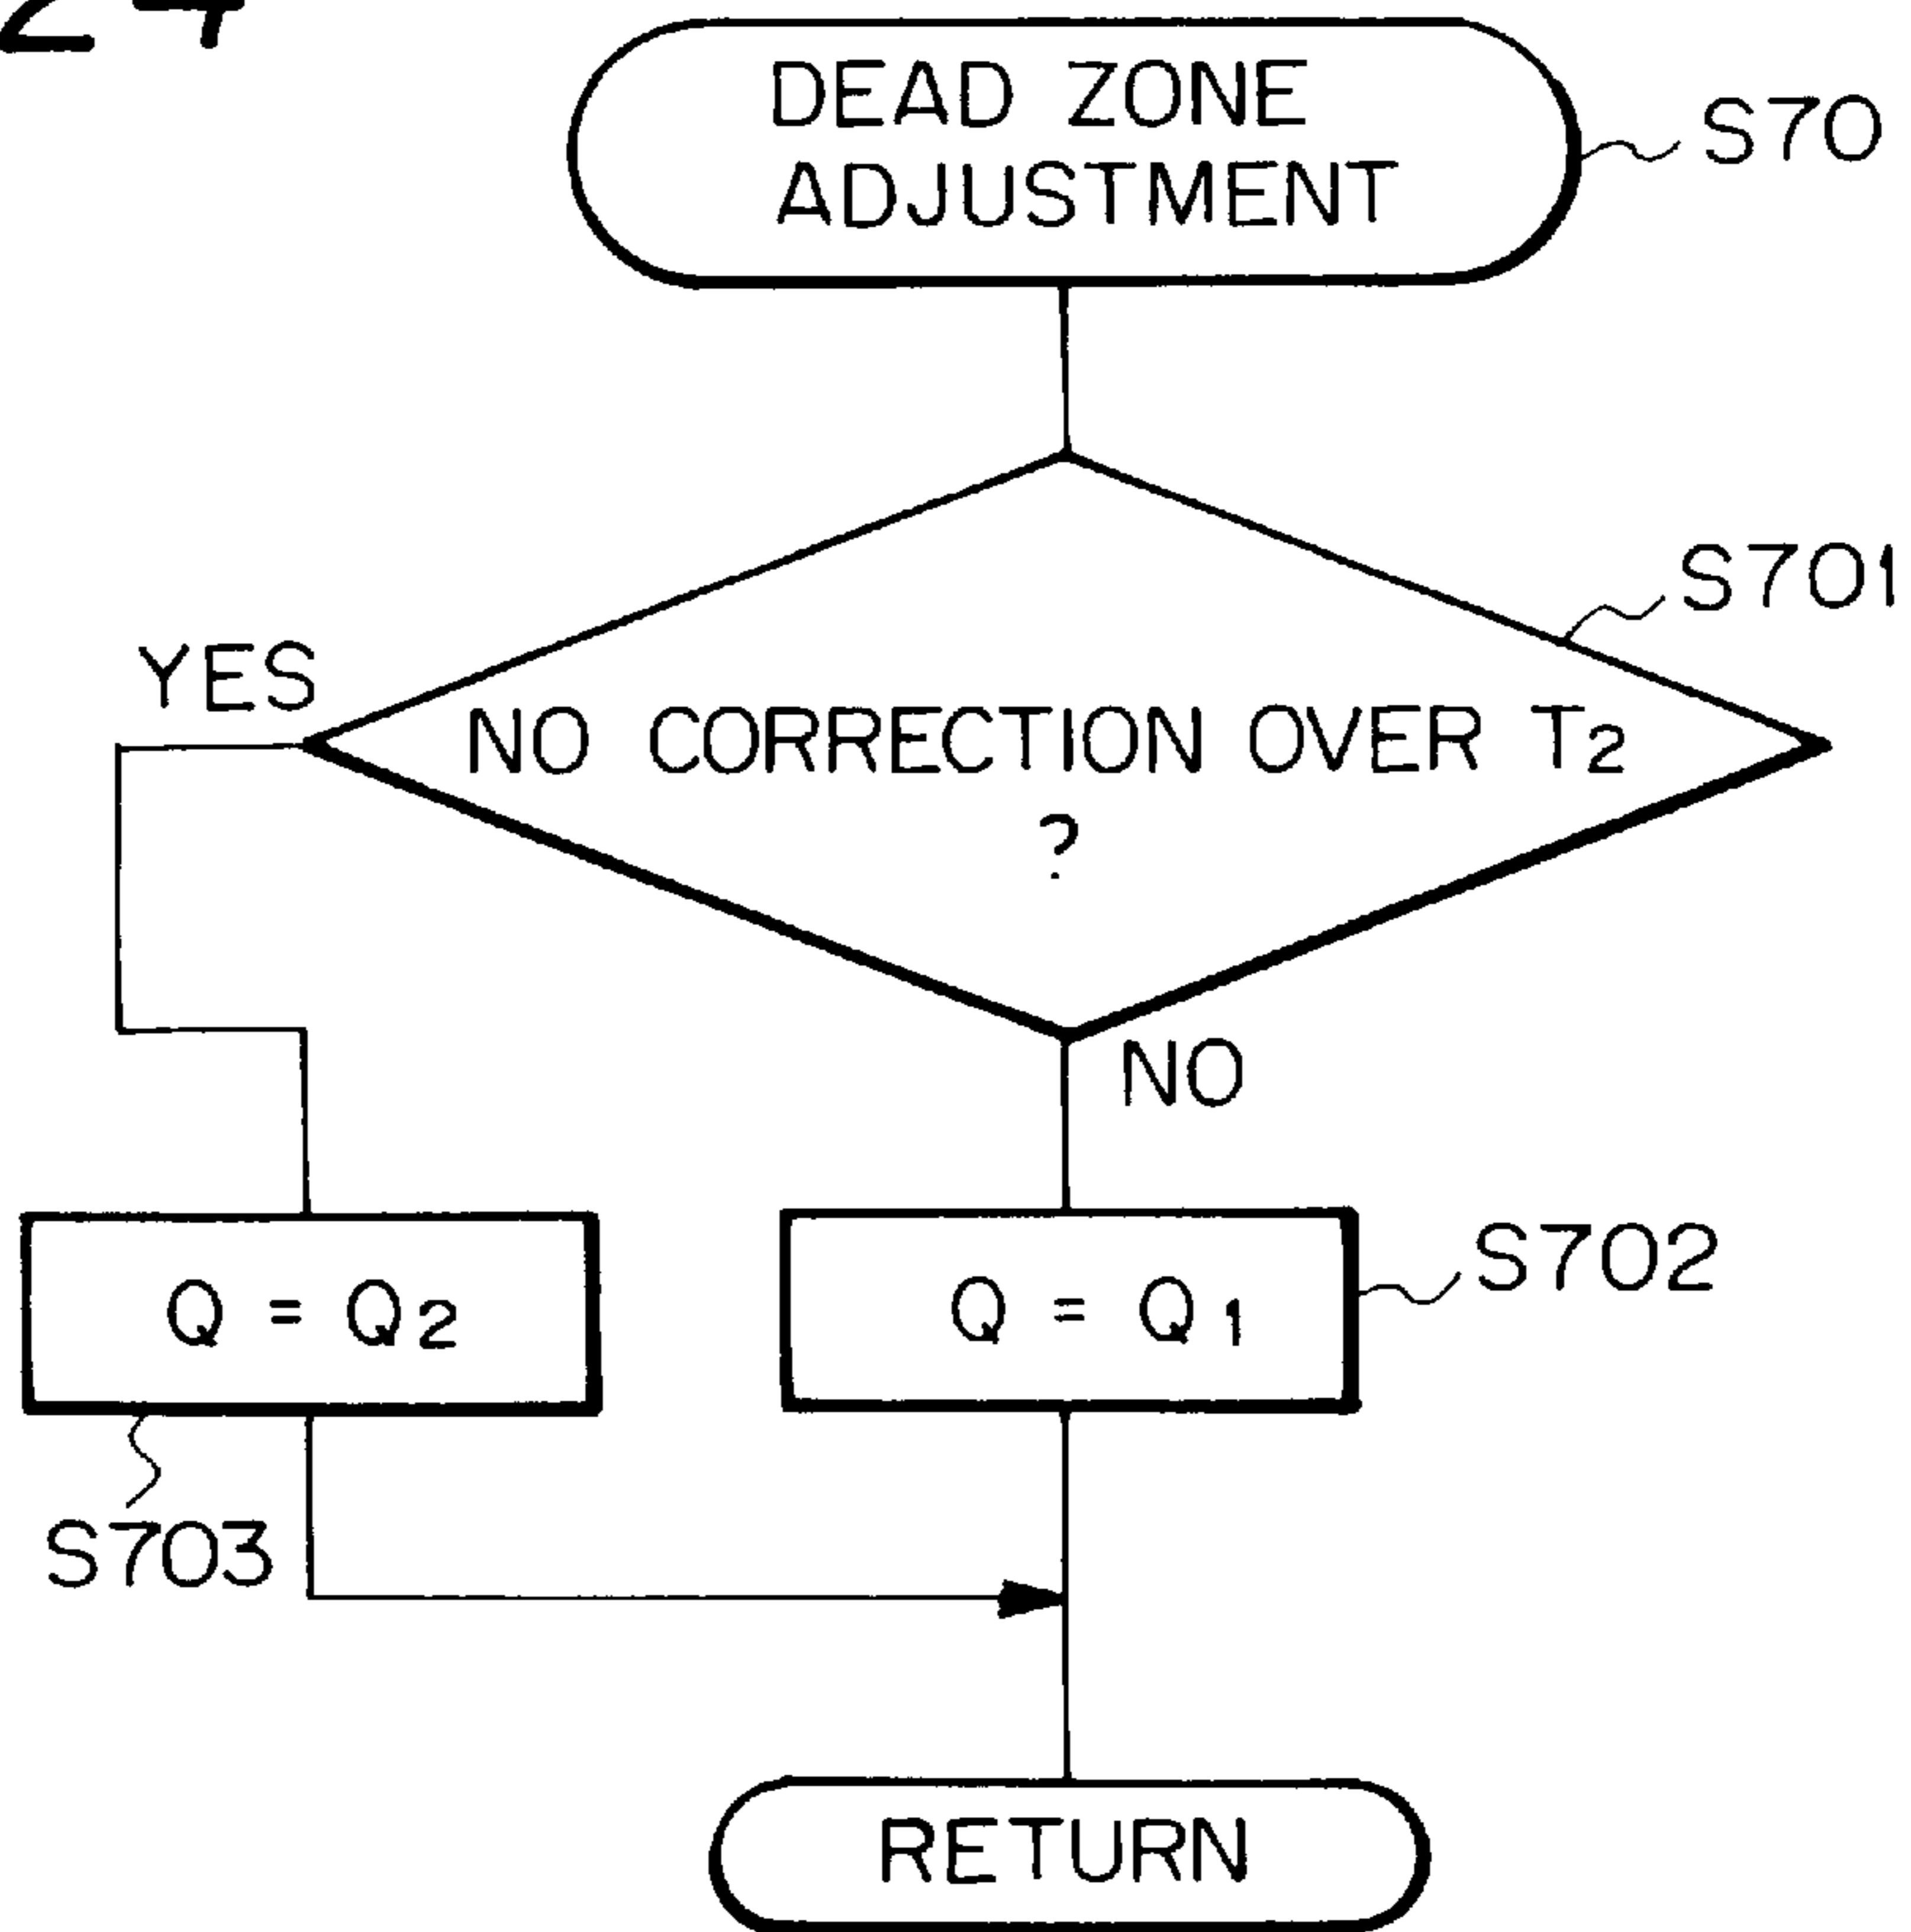 DEAD ZONE
ADJUSTMENT
S70
S701
YES
NO CORRECTION OVER T2
?
NO
Q = Q2
Q = Q1
S702
S703
RETURN